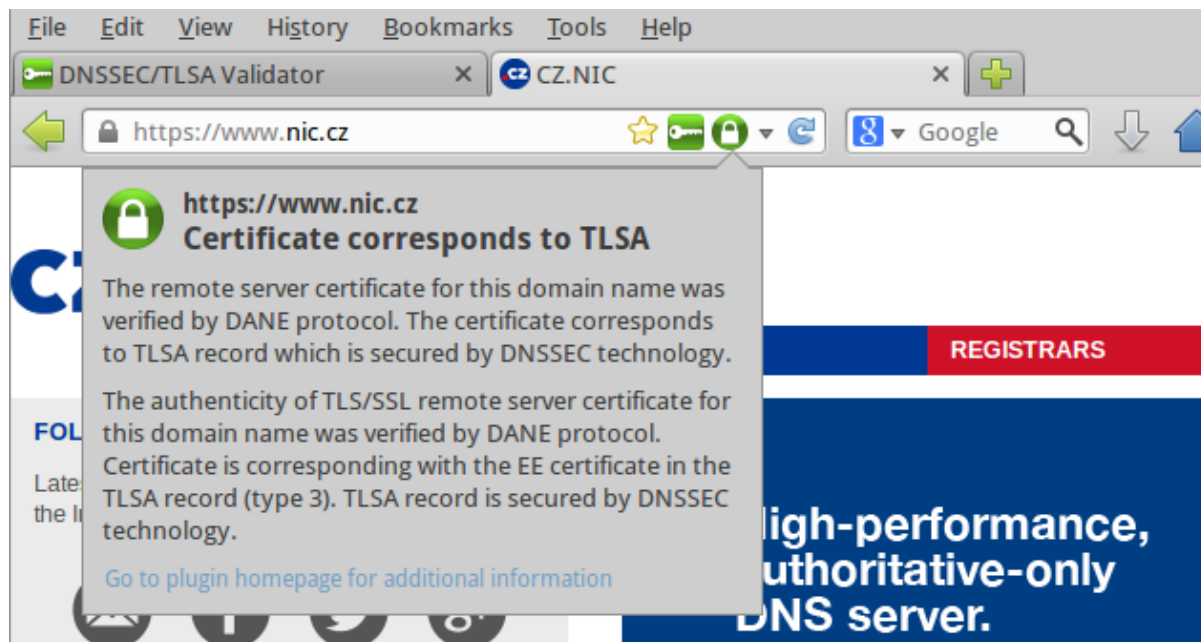 File Edit View History Bookmarks Tools Help
DNSSEC/TLSA Validator
CZ.NIC
https://www.nic.cz
Google
https://www.nic.cz
Certificate corresponds to TLSA
The remote server certificate for this domain name was
verified by DANE protocol. The certificate corresponds
to TLSA record which is secured by DNSSEC technology.
The authenticity of TLS/SSL remote server certificate for
this domain name was verified by DANE protocol.
Certificate is corresponding with the EE certificate in the
TLSA record (type 3). TLSA record is secured by DNSSEC
technology.
Go to plugin homepage for additional information
REGISTRARS
the
High-performance,
authoritative-only
DNS server.